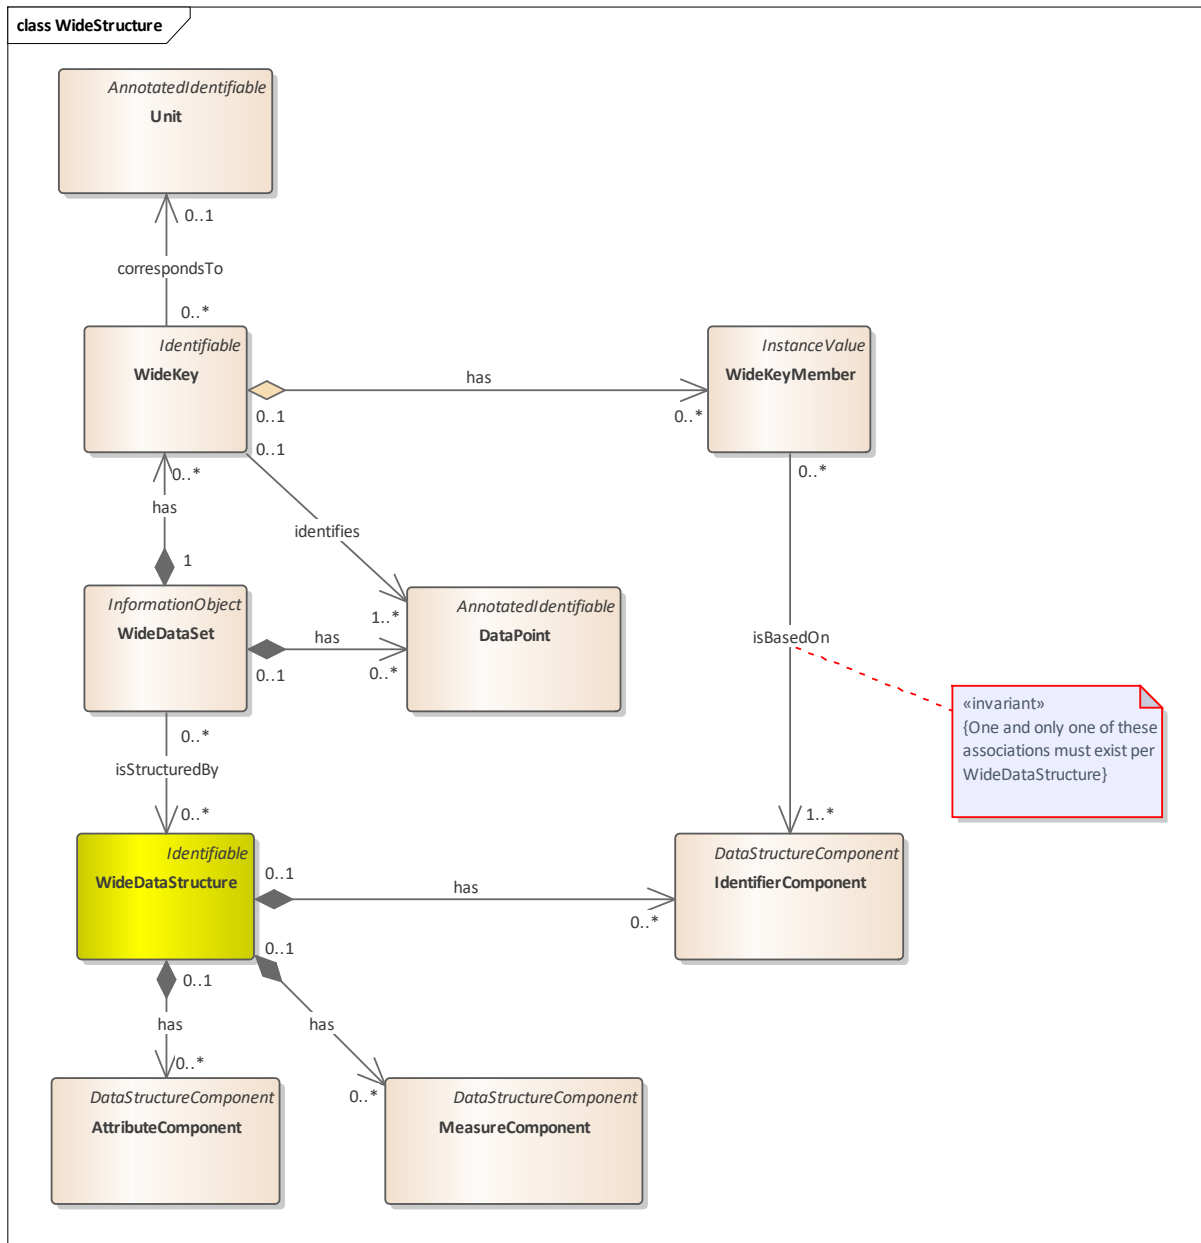 class WideStructure
AnnotatedIdentifiable
Unit
0..1
correspondsTo
0..*
Identifiable
WideKey
0..1
has
0..*
InstanceValue
WideKeyMember
0..1
0..*
0..*
has
identifies
1
1..*
InformationObject
WideDataSet
has
0..1
0..*
AnnotatedIdentifiable
DataPoint
isBasedOn
«invariant»
{One and only one of these
associations must exist per
WideDataStructure}
0..*
isStructuredBy
0..*
1..*
Identifiable
WideDataStructure
0..1
has
0..*
DataStructureComponent
IdentifierComponent
0..1
0..1
has
has
0..*
0..*
DataStructureComponent
AttributeComponent
DataStructureComponent
MeasureComponent